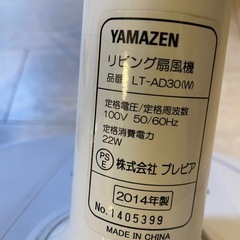 YAMAZEN
リビング扇風機
品番 LT-AD30(W)
定格電圧/定格周波数
100V 50/60Hz
定格消費電力
22W
PSE 株式会社 プレピア
2014年製
No.1405399
MADE IN CHINA